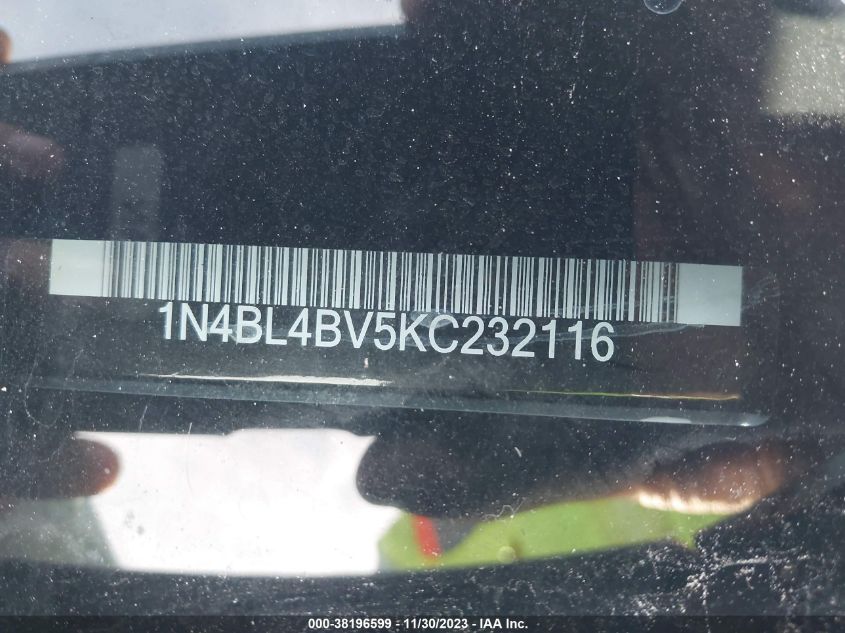 1N4BL4BV5KC232116
000-38196599 - 11/30/2023 - IAA Inc.